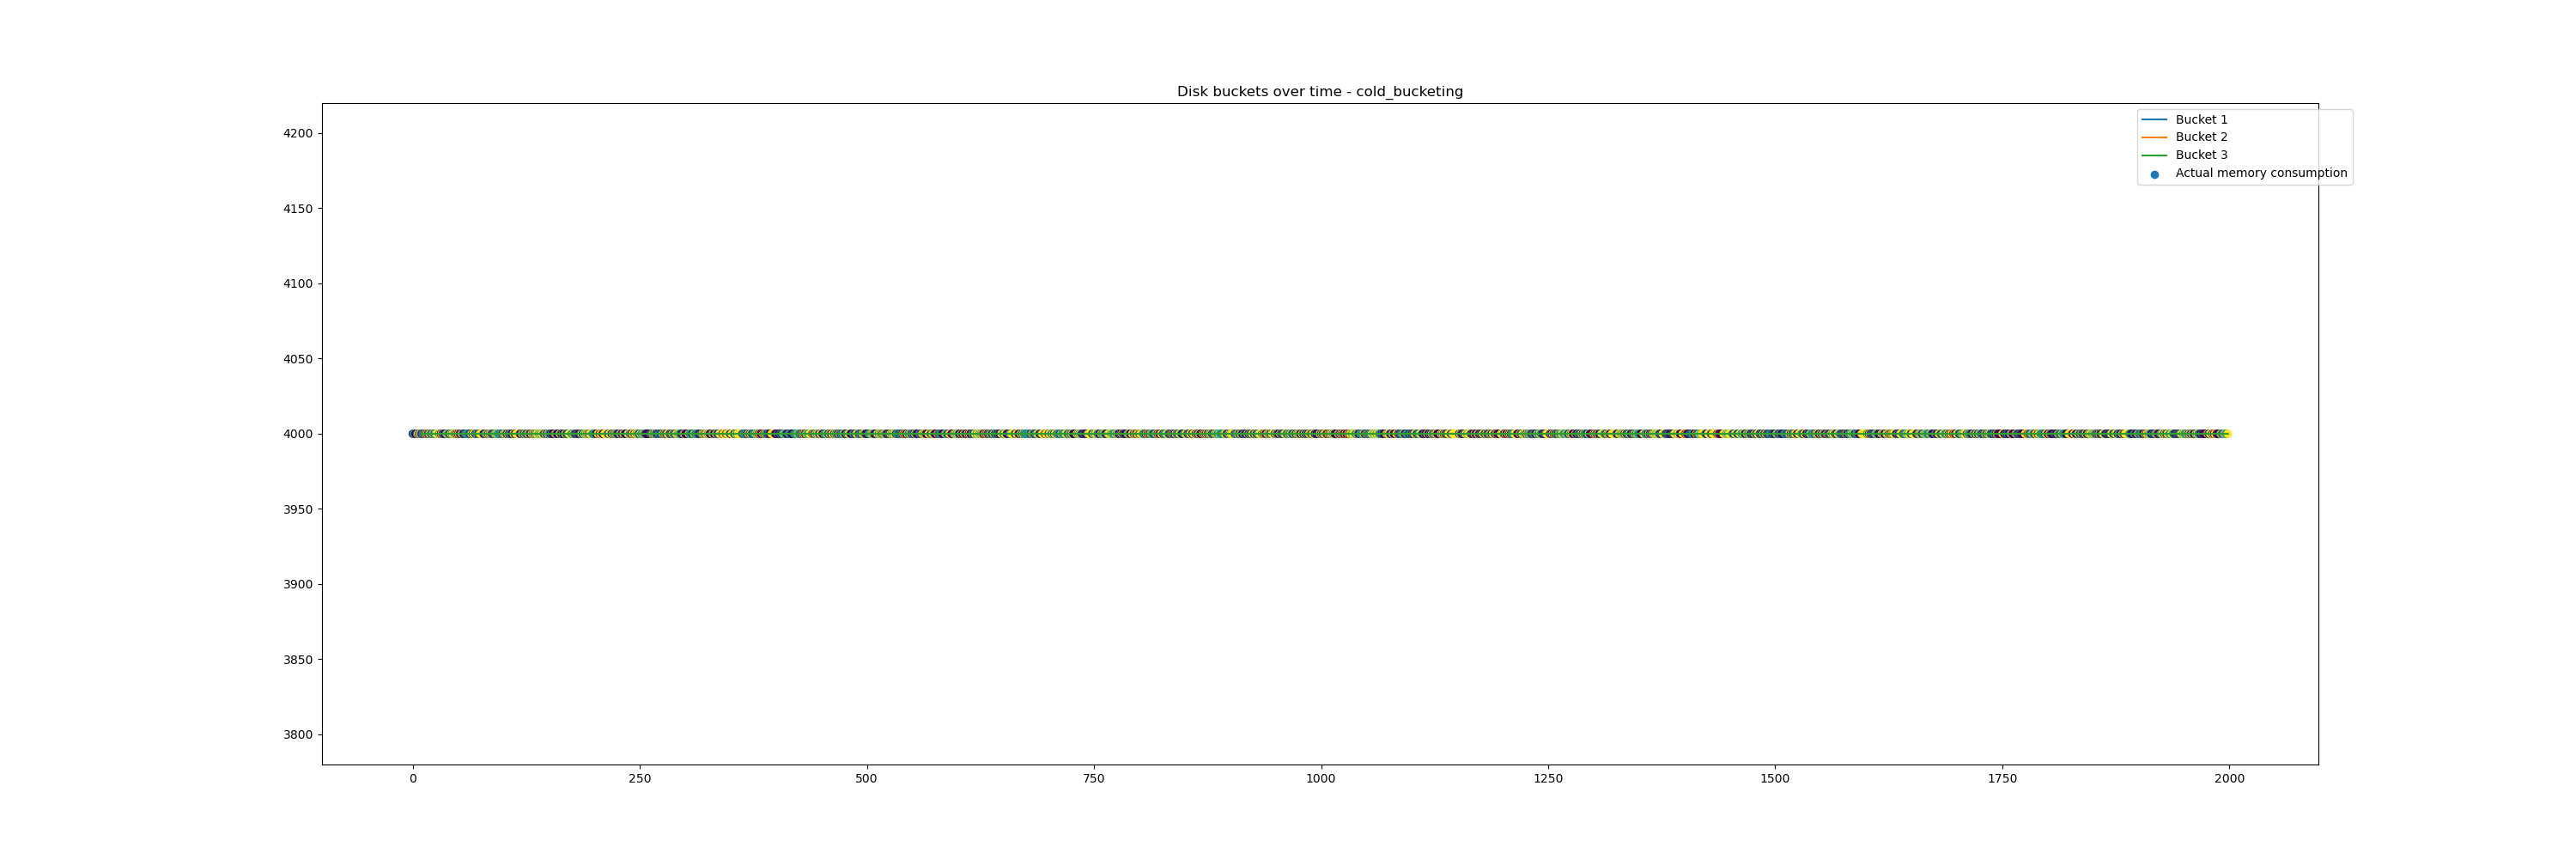 Disk buckets over time - cold_bucketing
Bucket 1
Bucket 2
Bucket 3
Actual memory consumption
4200
4150
4100
4050
4000
3950
3900
3850
3800
0 250 500 750 1000 1250 1500 1750 2000